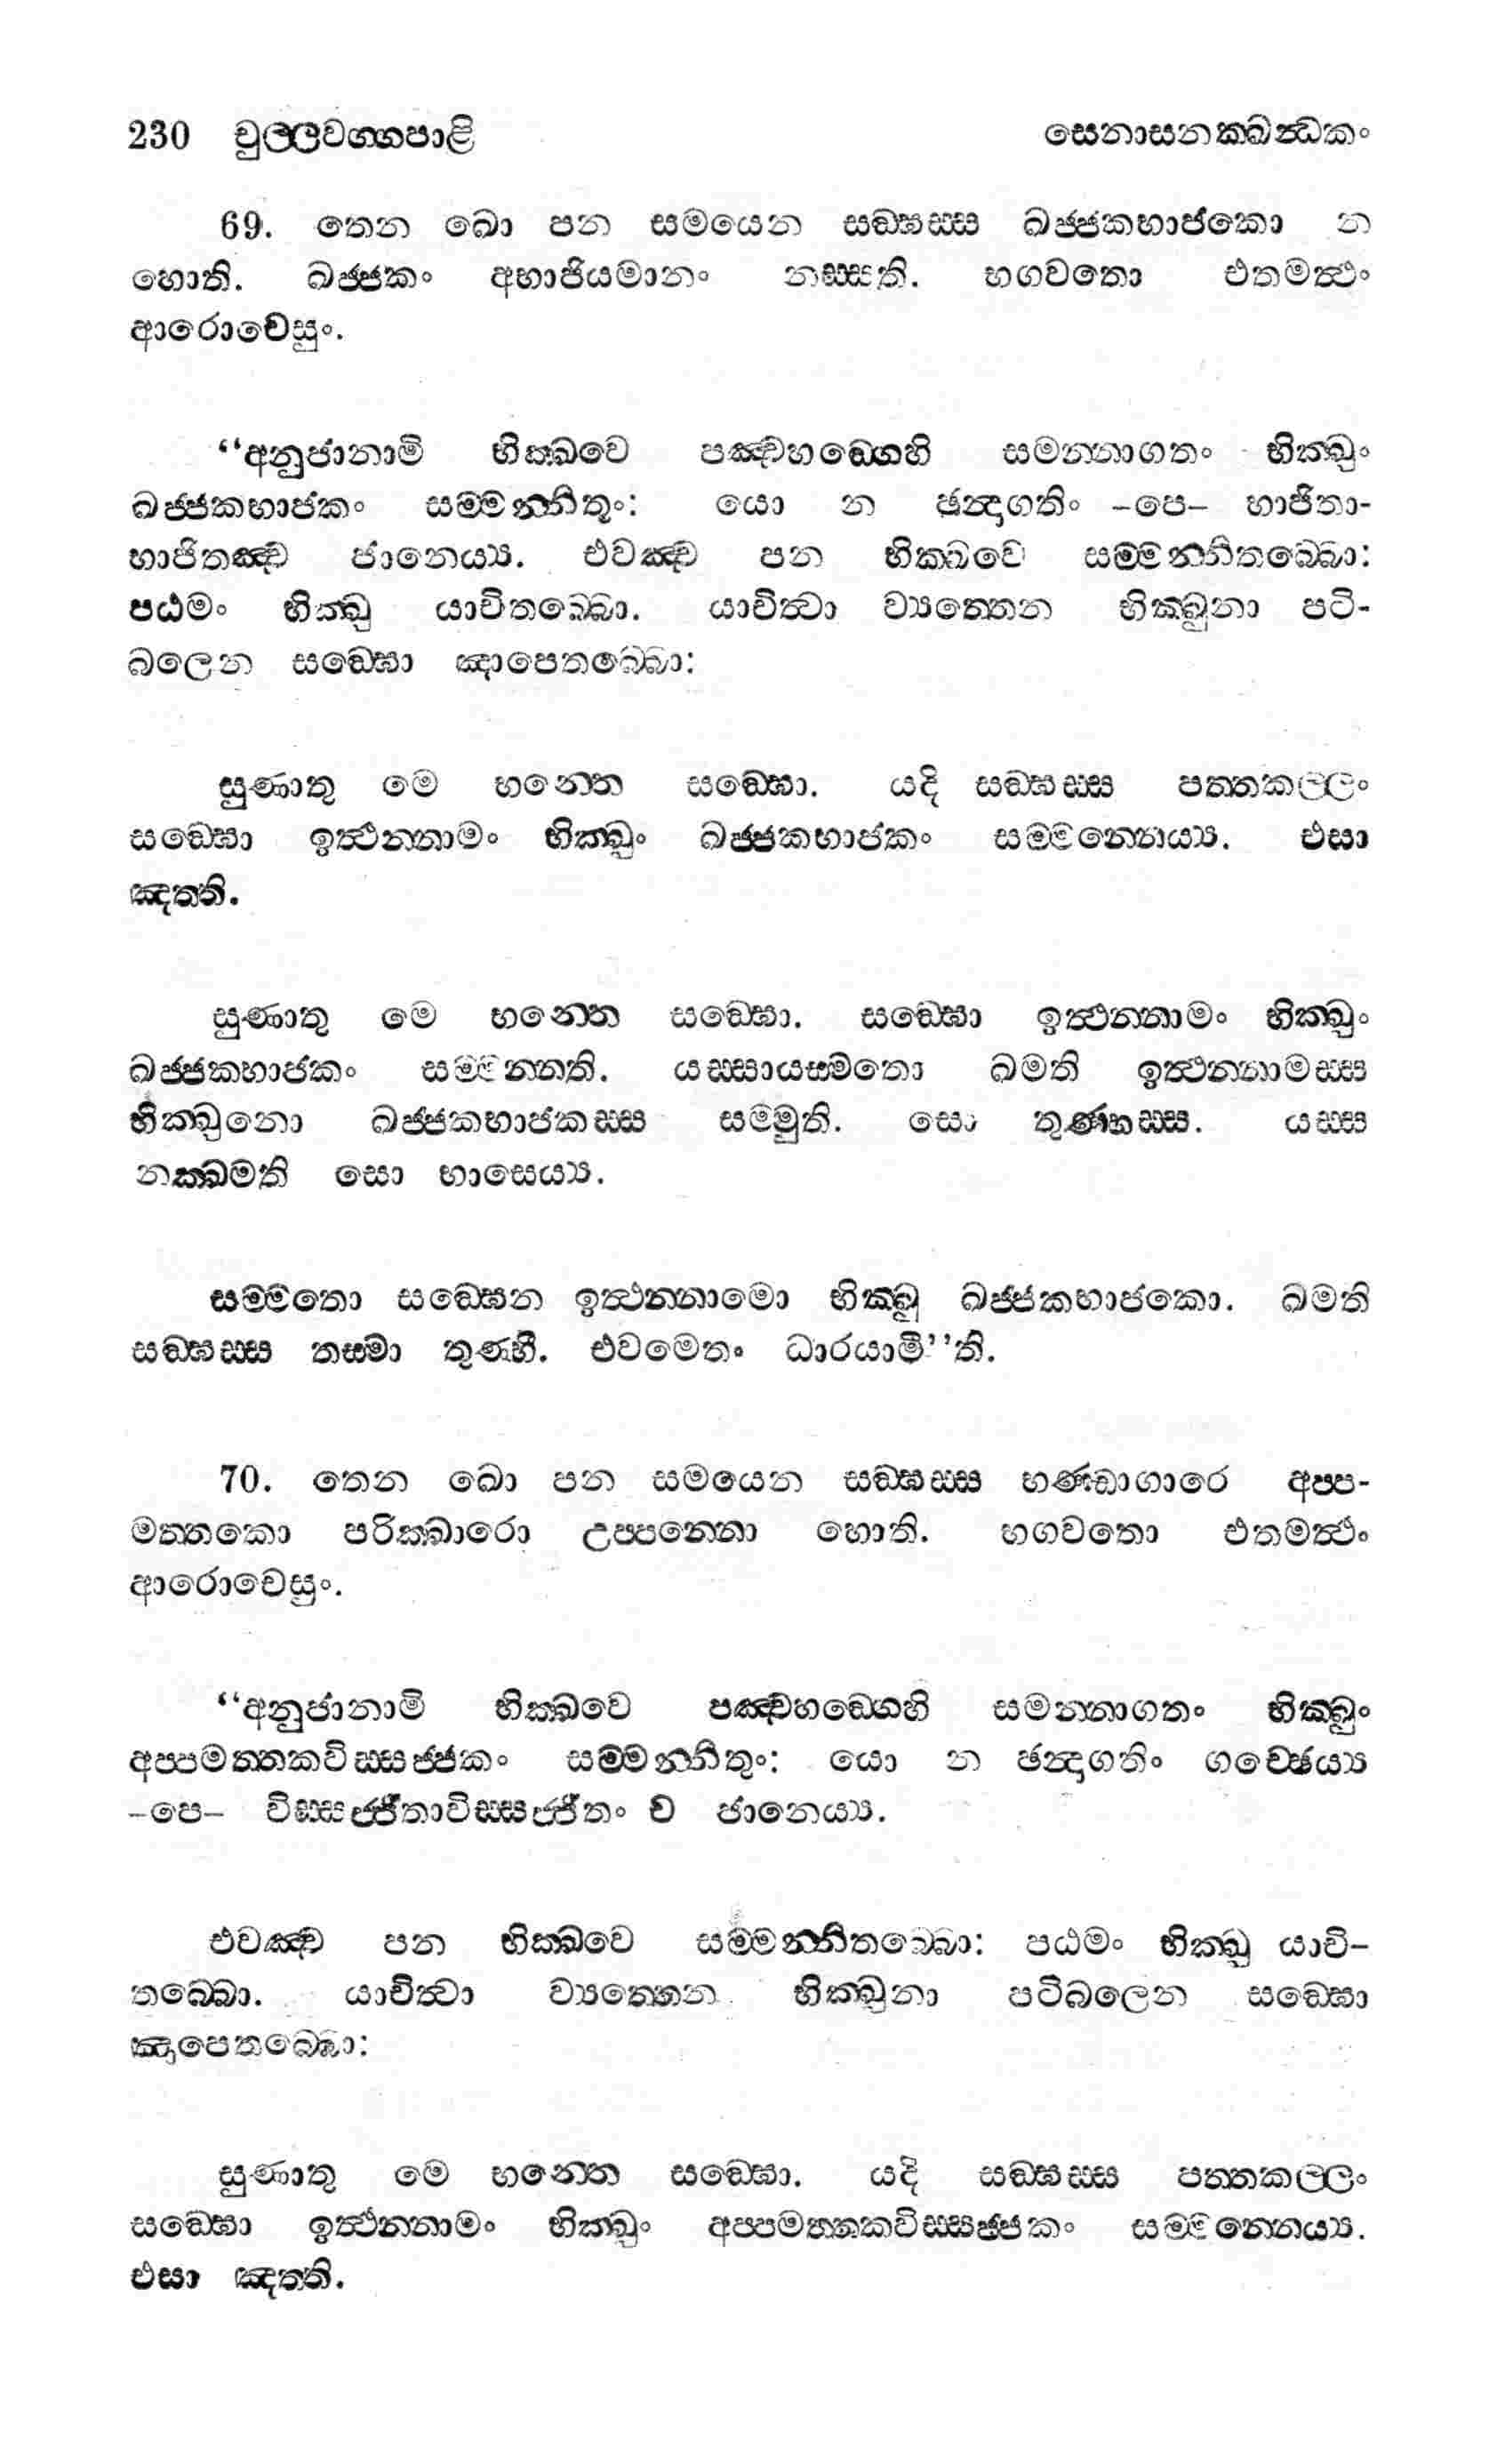 230 චුල්ලවග්ගපාළි සෙනාසනක්ඛන්ධකං
69. තෙන ඛො පන සමයෙන සඞ්ඝස්ස ඛජ්ජකභාජකො න
හොති. ඛජ්ජකං අභාජියමානං නස්සති. භගවතො එතමත්ථං
ආරොචෙසුං.
“අනුජානාමි භික්ඛවෙ පඤ්චහඞ්ගෙහි සමන්නාගතං භික්ඛුං
ඛජ්ජකභාජකං සම්මන්නිතූං: යො න ඡන්දාගතිං -පෙ- භාජිතා-
භාජිතඤ්ච ජානෙය්‍ය. එවඤ්ච පන භික්ඛවෙ සම්මන්නිතබ්බො:
පඨමං භික්ඛු යාචිතබ්බො. යාචිත්වා ව්‍යත්තෙන භික්ඛුනා පටි-
බලෙන සඞ්ඝො ඤාපෙතබ්බො:
සුණාතු මෙ භන්තෙ සඞ්ඝො. යදි සඞ්ඝස්ස පත්තකල්ලං
සඞ්ඝො ඉත්ථන්නාමං භික්ඛුං ඛජ්ජකභාජකං සම්මන්නෙය්‍ය. එසා
ඤත්ති.
සුණාතු මෙ භන්තෙ සඞ්ඝො. සඞ්ඝො ඉත්ථන්නාමං භික්ඛුං
ඛජ්ජකභාජකං සම්මන්නති. යස්සායස්මතො ඛමති ඉත්ථන්නාමස්ස
භික්ඛුනො ඛජ්ජකභාජකස්ස සම්මුති. සො තුණ්හස්ස. යස්ස
නක්ඛමති සො භාසෙය්‍ය.
සම්මතො සඞ්ඝෙන ඉත්ථන්නාමො භික්ඛු ඛජ්ජකභාජකො. ඛමති
සඞ්ඝස්ස තස්මා තුණ්හී. එවමෙතං ධාරයාමී”ති.
70. තෙන ඛො පන සමයෙන සඞ්ඝස්ස භණ්ඩාගාරෙ අප්ප-
මත්තකො පරික්ඛාරො උප්පන්නො හොති. භගවතො එතමත්ථං
ආරොචෙසුං.
“අනුජානාමි භික්ඛවෙ පඤ්චහඞ්ගෙහි සමන්නාගතං භික්ඛුං
අප්පමත්තකවිස්සජ්ජකං සම්මන්නිතුං: යො න ඡන්දාගතිං ගච්ඡෙය්‍ය
-පෙ- විස්සජ්ජිතාවිස්සජ්ජිතං ච ජානෙය්‍ය.
එවඤ්ච පන භික්ඛවෙ සම්මන්නිතබ්බො: පඨමං භික්ඛු යාචි-
තබ්බො. යාචිත්වා ව්‍යත්තෙන භික්ඛුනා පටිබලෙන සඞ්ඝො
ඤාපෙතබ්බො:
සුණාතු මෙ භන්තෙ සඞ්ඝො. යදි සඞ්ඝස්ස පත්තකල්ලං
සඞ්ඝො ඉත්ථන්නාමං භික්ඛුං අප්පමත්තකවිස්සජ්ජකං සම්මන්නෙය්‍ය.
එසා ඤත්ති.